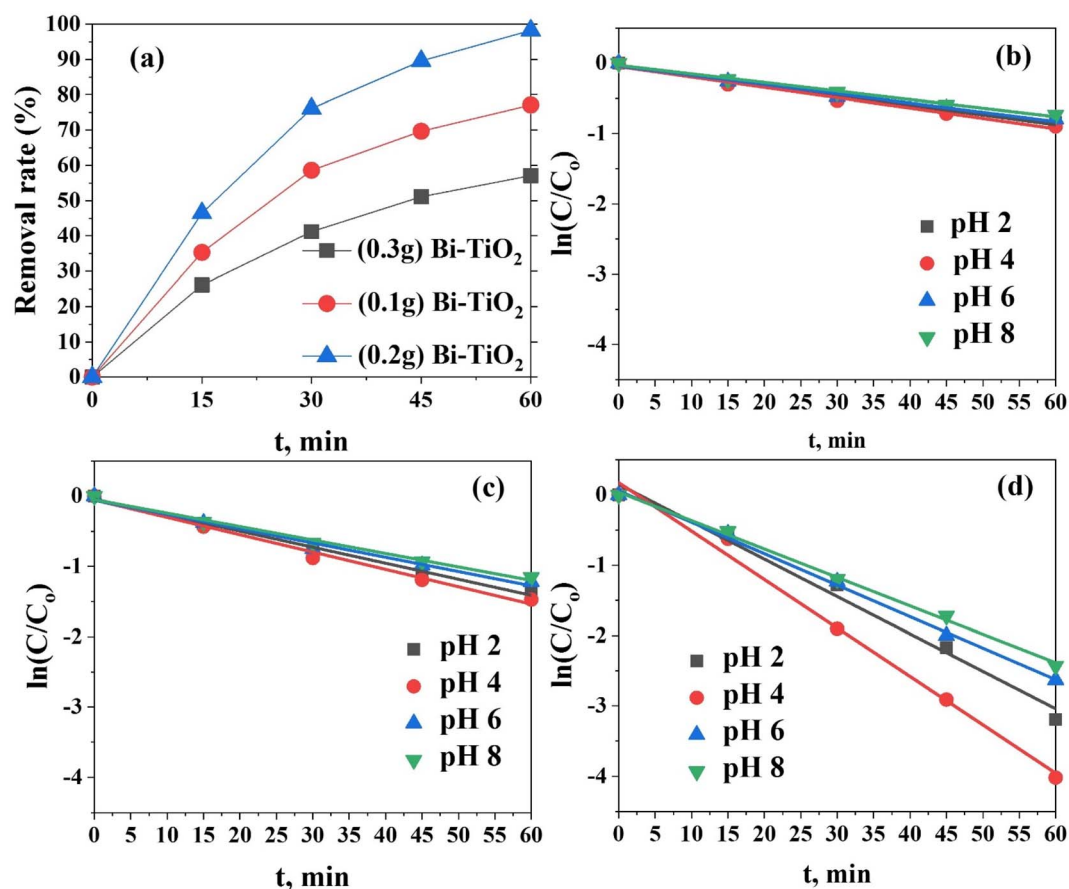 (a)
Removal rate (%)
100
90
80
70
60
50
40
30
20
10
0
(0.3g) Bi-TiO₂
(0.1g) Bi-TiO₂
(0.2g) Bi-TiO₂
0 15 30 45 60
t, min
(b)
ln(C/Cₒ)
0
-1
-2
-3
-4
pH 2
pH 4
pH 6
pH 8
0 5 10 15 20 25 30 35 40 45 50 55 60
t, min
(c)
ln(C/Cₒ)
0
-1
-2
-3
-4
pH 2
pH 4
pH 6
pH 8
0 5 10 15 20 25 30 35 40 45 50 55 60
t, min
(d)
ln(C/Cₒ)
0
-1
-2
-3
-4
pH 2
pH 4
pH 6
pH 8
0 5 10 15 20 25 30 35 40 45 50 55 60
t, min